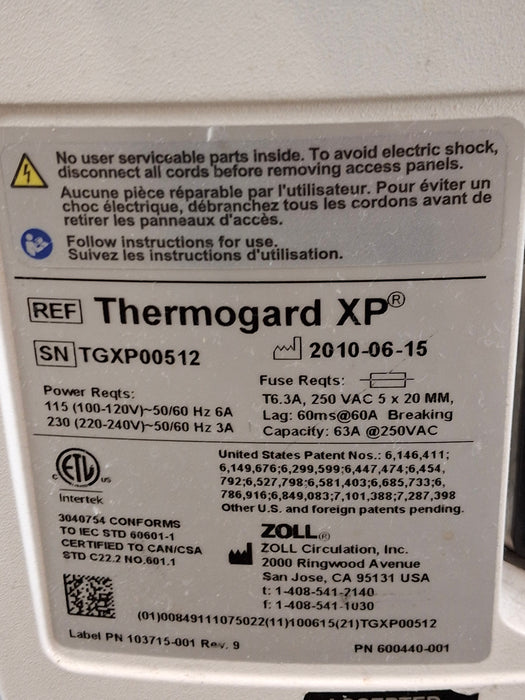 No user serviceable parts inside. To avoid electric shock,
disconnect all cords before removing access panels.
Aucune pièce réparable par l'utilisateur. Pour éviter un
choc électrique, débranchez tous les cordons avant de
retirer les panneaux d'accès.
Follow instructions for use.
Suivez les instructions d'utilisation.
REF Thermogard XP®
SN TGXP00512
2010-06-15
Power Reqts:
115 (100-120V)~50/60 Hz 6A
230 (220-240V)~50/60 Hz 3A
Fuse Reqts:
T6.3A, 250 VAC 5 x 20 MM,
Lag: 60ms@60A Breaking
Capacity: 63A @250VAC
c ETL us
Intertek
3040754 CONFORMS
TO IEC STD 60601-1
CERTIFIED TO CAN/CSA
STD C22.2 NO.601.1
United States Patent Nos.: 6,146,411;
6,149,676;6,299,599;6,447,474;6,454,
792;6,527,798;6,581,403;6,685,733;6,
786,916;6,849,083;7,101,388;7,287,398
Other U.S. and foreign patents pending.
ZOLL®
ZOLL Circulation, Inc.
2000 Ringwood Avenue
San Jose, CA 95131 USA
t: 1-408-541-2140
f: 1-408-541-1030
(01)00849111075022(11)100615(21)TGXP00512
Label PN 103715-001 Rev. 9
PN 600440-001
ACCEPTED